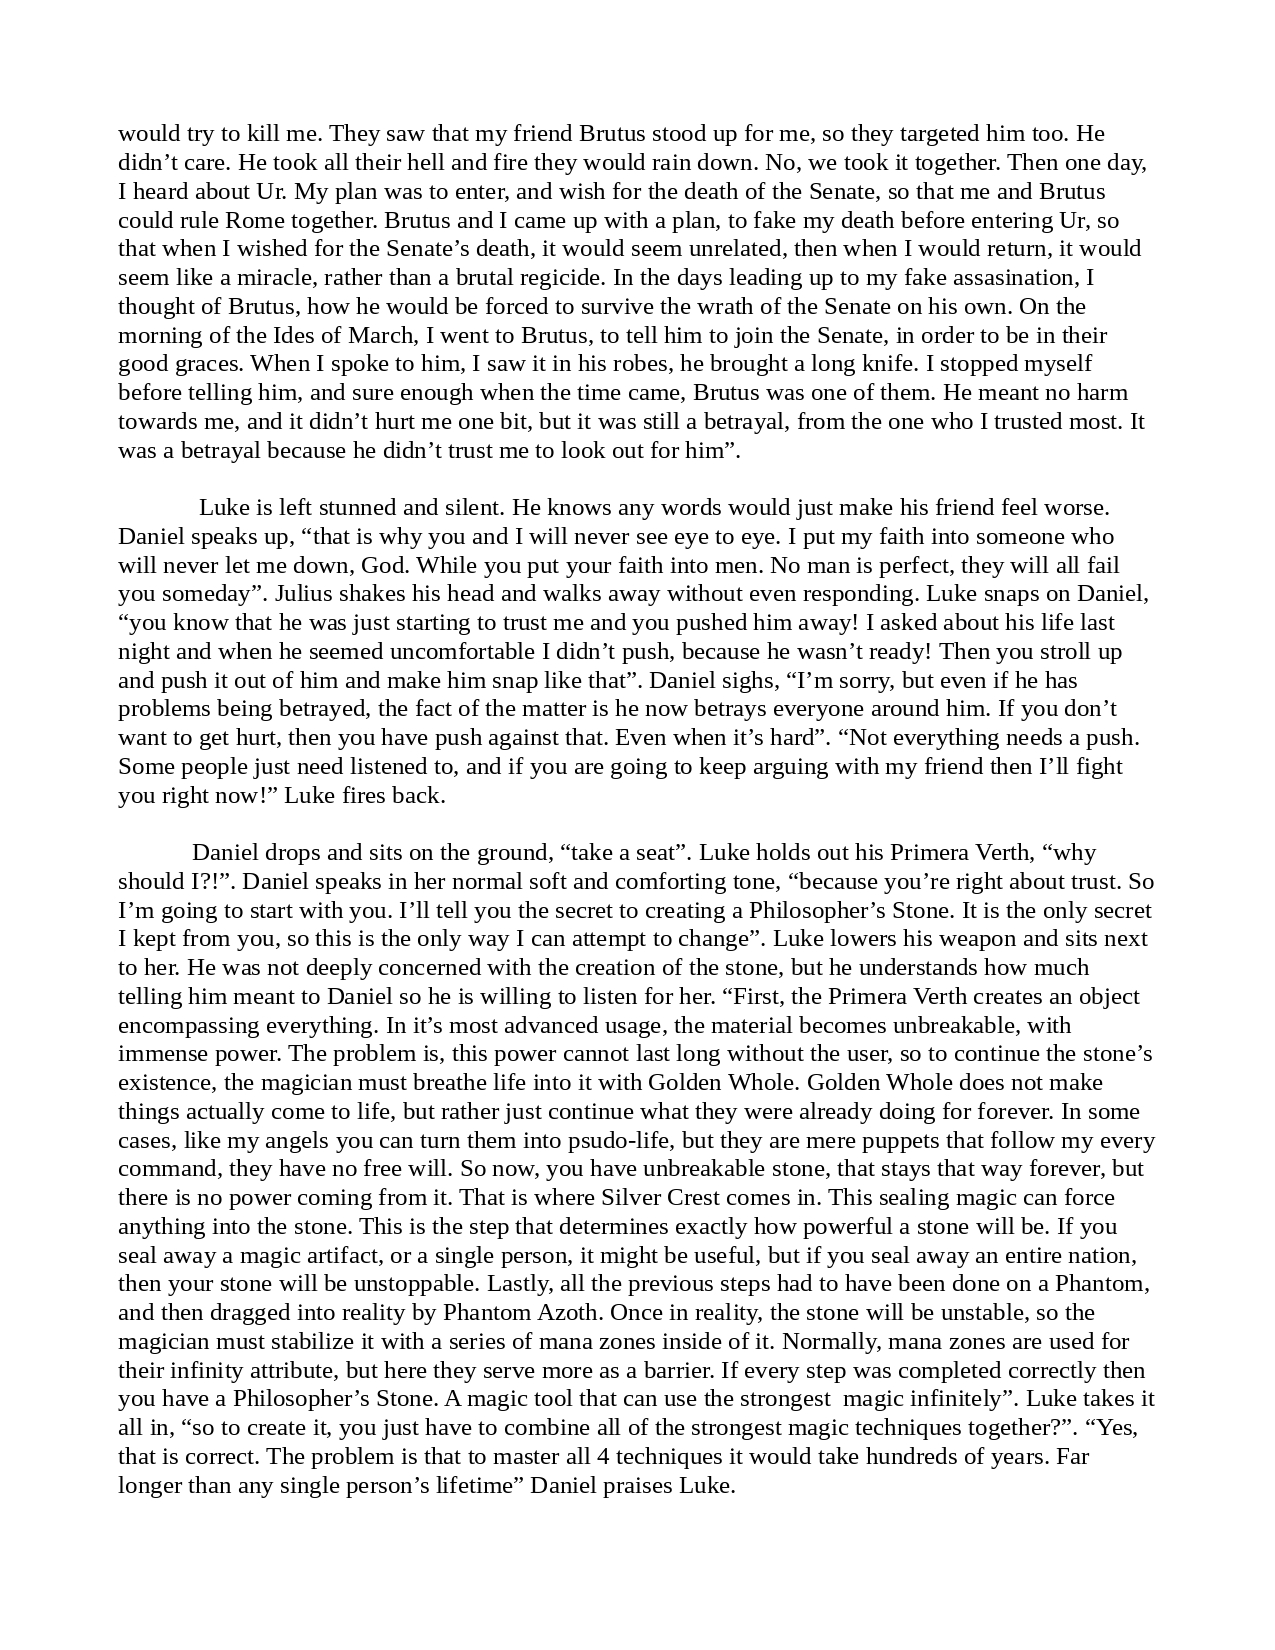 would try to kill me. They saw that my friend Brutus stood up for me, so they targeted him too. He
didn’t care. He took all their hell and fire they would rain down. No, we took it together. Then one day,
I heard about Ur. My plan was to enter, and wish for the death of the Senate, so that me and Brutus
could rule Rome together. Brutus and I came up with a plan, to fake my death before entering Ur, so
that when I wished for the Senate’s death, it would seem unrelated, then when I would return, it would
seem like a miracle, rather than a brutal regicide. In the days leading up to my fake assasination, I
thought of Brutus, how he would be forced to survive the wrath of the Senate on his own. On the
morning of the Ides of March, I went to Brutus, to tell him to join the Senate, in order to be in their
good graces. When I spoke to him, I saw it in his robes, he brought a long knife. I stopped myself
before telling him, and sure enough when the time came, Brutus was one of them. He meant no harm
towards me, and it didn’t hurt me one bit, but it was still a betrayal, from the one who I trusted most. It
was a betrayal because he didn’t trust me to look out for him”.
Luke is left stunned and silent. He knows any words would just make his friend feel worse.
Daniel speaks up, “that is why you and I will never see eye to eye. I put my faith into someone who
will never let me down, God. While you put your faith into men. No man is perfect, they will all fail
you someday”. Julius shakes his head and walks away without even responding. Luke snaps on Daniel,
“you know that he was just starting to trust me and you pushed him away! I asked about his life last
night and when he seemed uncomfortable I didn’t push, because he wasn’t ready! Then you stroll up
and push it out of him and make him snap like that”. Daniel sighs, “I’m sorry, but even if he has
problems being betrayed, the fact of the matter is he now betrays everyone around him. If you don’t
want to get hurt, then you have push against that. Even when it’s hard”. “Not everything needs a push.
Some people just need listened to, and if you are going to keep arguing with my friend then I’ll fight
you right now!” Luke fires back.
Daniel drops and sits on the ground, “take a seat”. Luke holds out his Primera Verth, “why
should I?!”. Daniel speaks in her normal soft and comforting tone, “because you’re right about trust. So
I’m going to start with you. I’ll tell you the secret to creating a Philosopher’s Stone. It is the only secret
I kept from you, so this is the only way I can attempt to change”. Luke lowers his weapon and sits next
to her. He was not deeply concerned with the creation of the stone, but he understands how much
telling him meant to Daniel so he is willing to listen for her. “First, the Primera Verth creates an object
encompassing everything. In it’s most advanced usage, the material becomes unbreakable, with
immense power. The problem is, this power cannot last long without the user, so to continue the stone’s
existence, the magician must breathe life into it with Golden Whole. Golden Whole does not make
things actually come to life, but rather just continue what they were already doing for forever. In some
cases, like my angels you can turn them into psudo-life, but they are mere puppets that follow my every
command, they have no free will. So now, you have unbreakable stone, that stays that way forever, but
there is no power coming from it. That is where Silver Crest comes in. This sealing magic can force
anything into the stone. This is the step that determines exactly how powerful a stone will be. If you
seal away a magic artifact, or a single person, it might be useful, but if you seal away an entire nation,
then your stone will be unstoppable. Lastly, all the previous steps had to have been done on a Phantom,
and then dragged into reality by Phantom Azoth. Once in reality, the stone will be unstable, so the
magician must stabilize it with a series of mana zones inside of it. Normally, mana zones are used for
their infinity attribute, but here they serve more as a barrier. If every step was completed correctly then
you have a Philosopher’s Stone. A magic tool that can use the strongest  magic infinitely”. Luke takes it
all in, “so to create it, you just have to combine all of the strongest magic techniques together?”. “Yes,
that is correct. The problem is that to master all 4 techniques it would take hundreds of years. Far
longer than any single person’s lifetime” Daniel praises Luke.